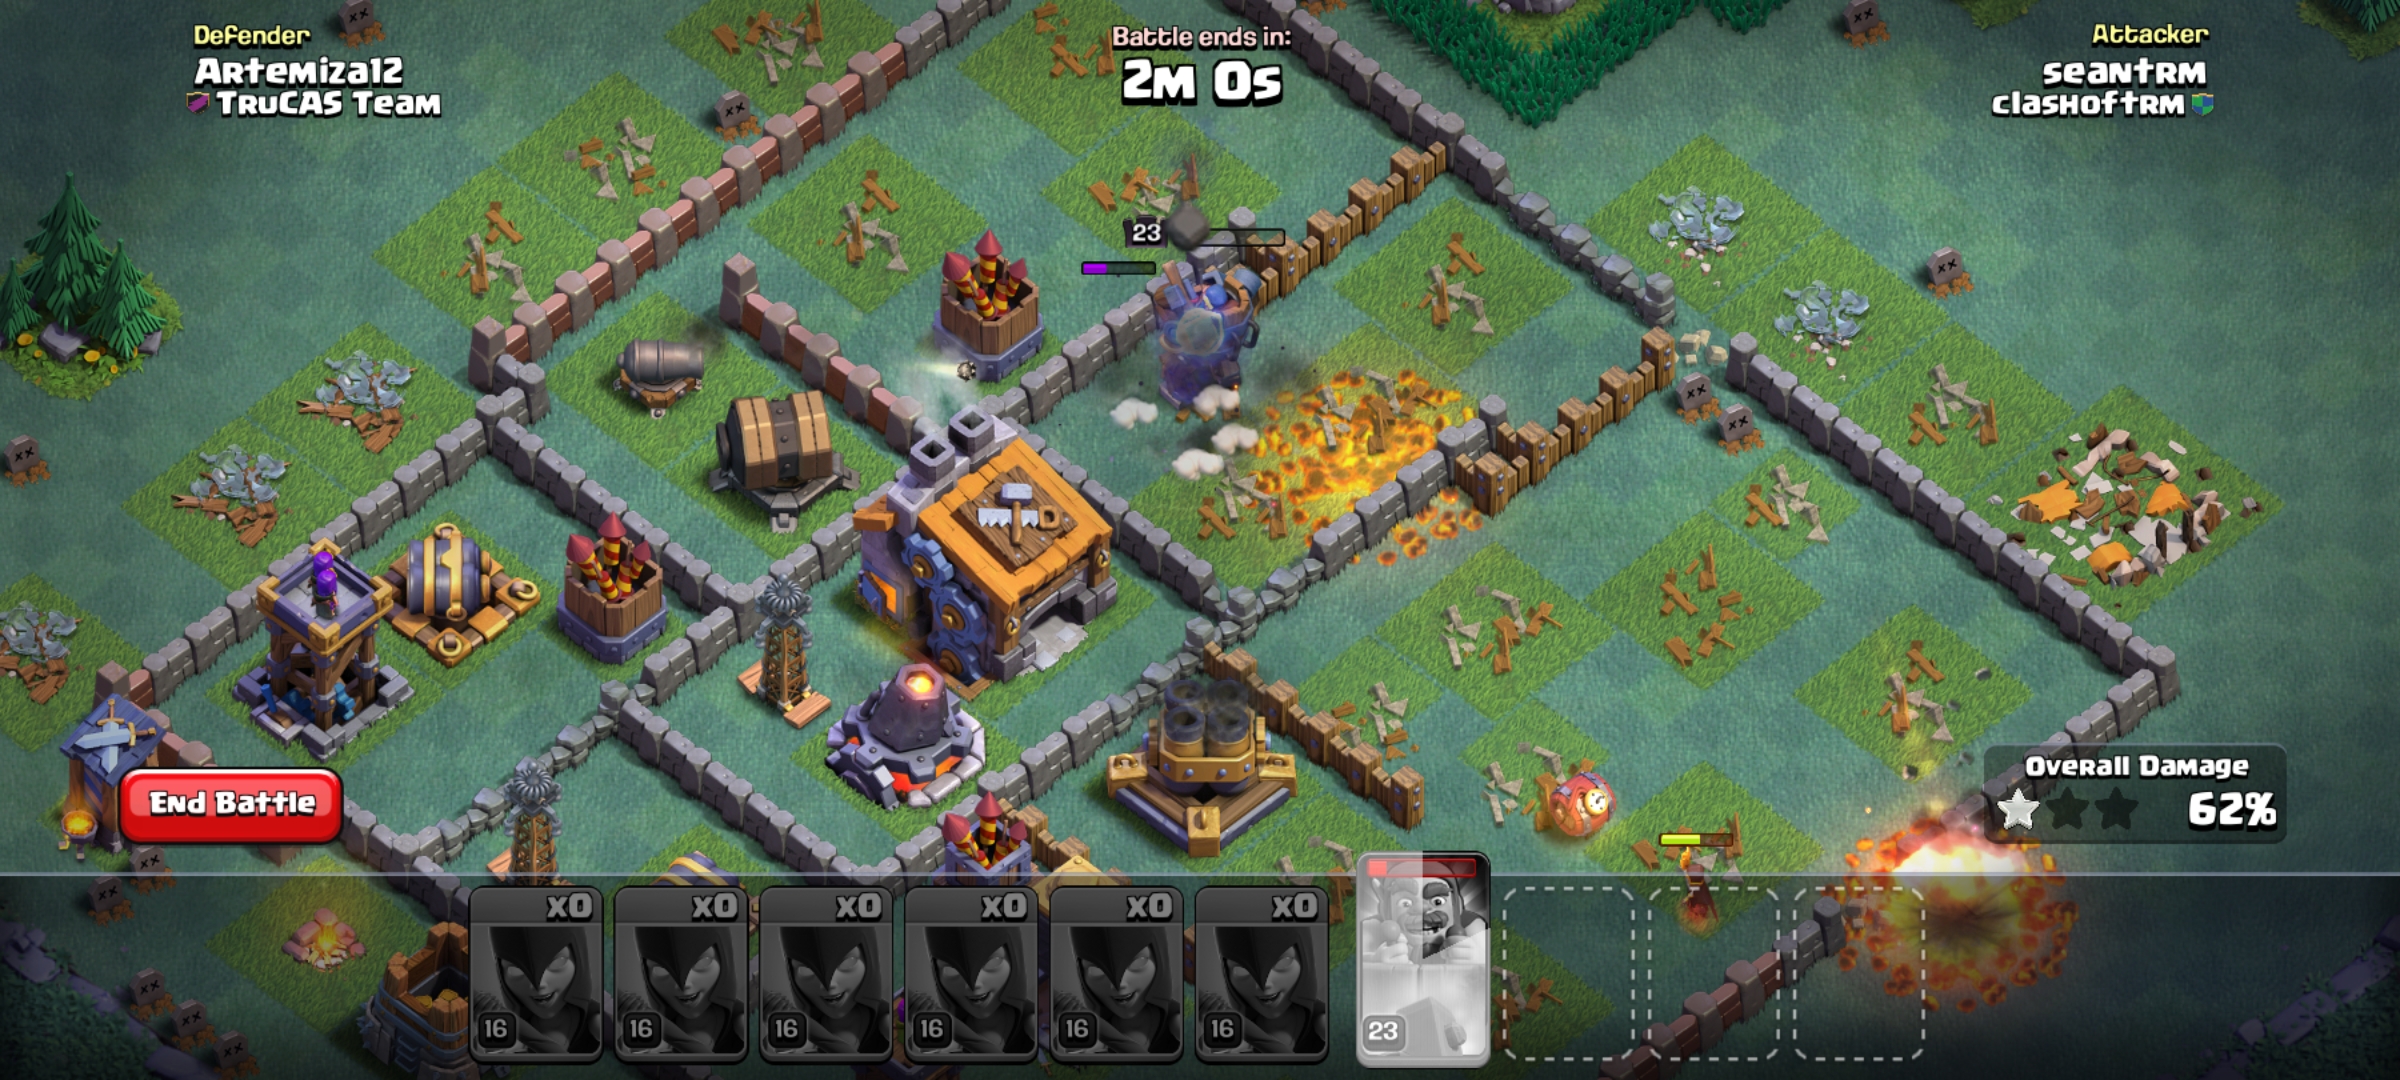 Defender
Artemiza12
TruCAS Team
Battle ends in:
2M 0s
Attacker
seantRM
clashoftRM
23
End Battle
Overall Damage
62%
x0
x0
x0
x0
x0
x0
16
16
16
16
16
16
23